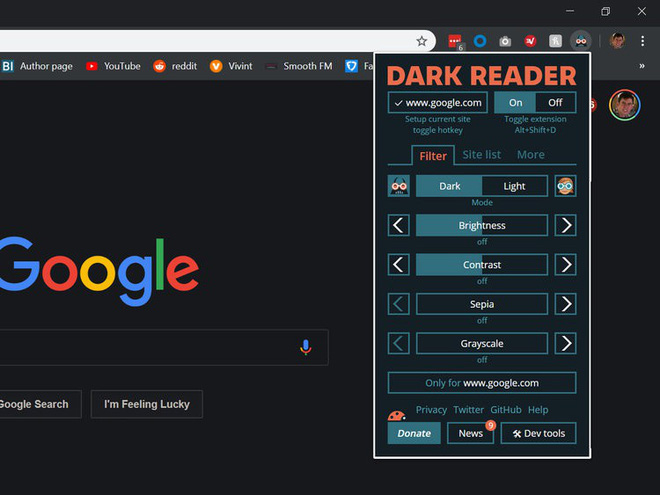 6
BI Author page YouTube reddit V Vivint Smooth FM Fa »
DARK READER
✓ www.google.com On Off
Setup current site
toggle hotkey
Toggle extension
Alt+Shift+D
Filter Site list More
Dark Light
Mode
Brightness
off
Contrast
off
Sepia
off
Grayscale
off
Only for www.google.com
Privacy Twitter GitHub Help
Donate News 9 Dev tools
Google
Google Search I'm Feeling Lucky